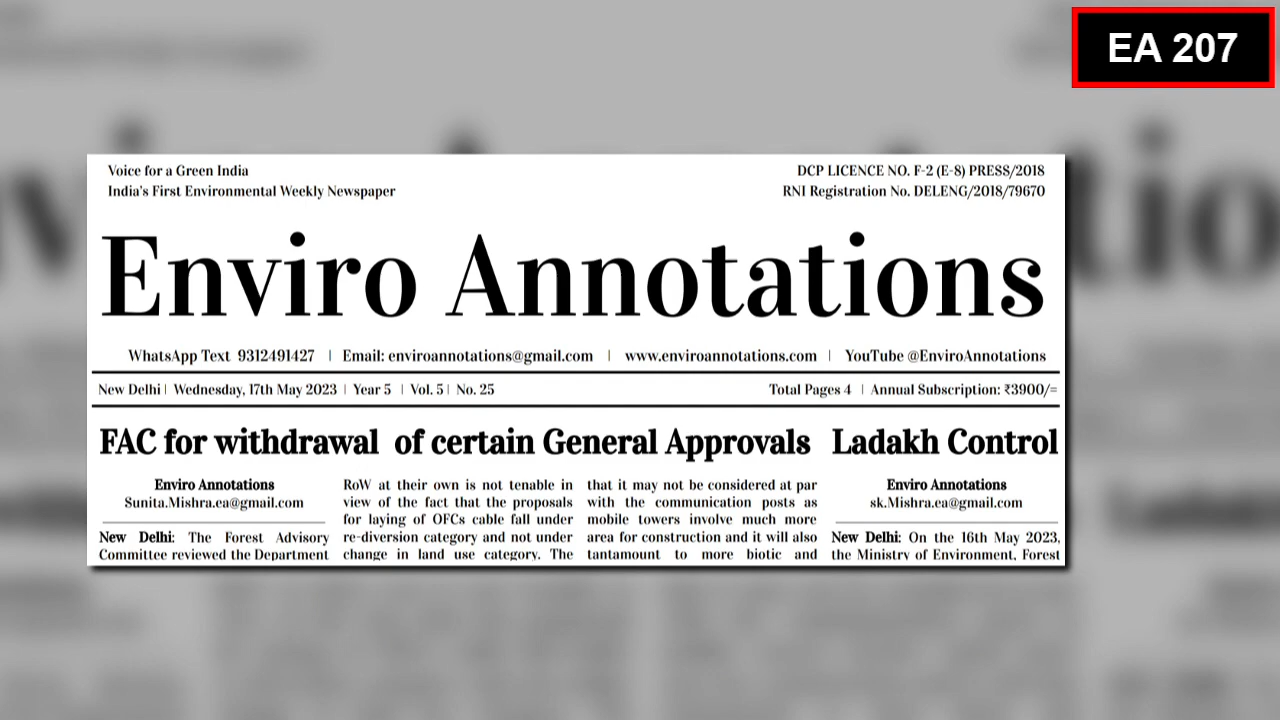 EA 207
Voice for a Green India
India's First Environmental Weekly Newspaper
DCP LICENCE NO. F-2 (E-8) PRESS/2018
RNI Registration No. DELENG/2018/79670
Enviro Annotations
WhatsApp Text 9312491427 | Email: enviroannotations@gmail.com | www.enviroannotations.com | YouTube @EnviroAnnotations
New Delhi | Wednesday, 17th May 2023 | Year 5 | Vol. 5 | No. 25
Total Pages 4 | Annual Subscription: ₹3900/=
FAC for withdrawal of certain General Approvals
Enviro Annotations
Sunita.Mishra.ea@gmail.com
New Delhi: The Forest Advisory
Committee reviewed the Department
RoW at their own is not tenable in
view of the fact that the proposals
for laying of OFCs cable fall under
re-diversion category and not under
change in land use category. The
that it may not be considered at par
with the communication posts as
mobile towers involve much more
area for construction and it will also
tantamount to more biotic and
Ladakh Control
Enviro Annotations
sk.Mishra.ea@gmail.com
New Delhi: On the 16th May 2023,
the Ministry of Environment, Forest